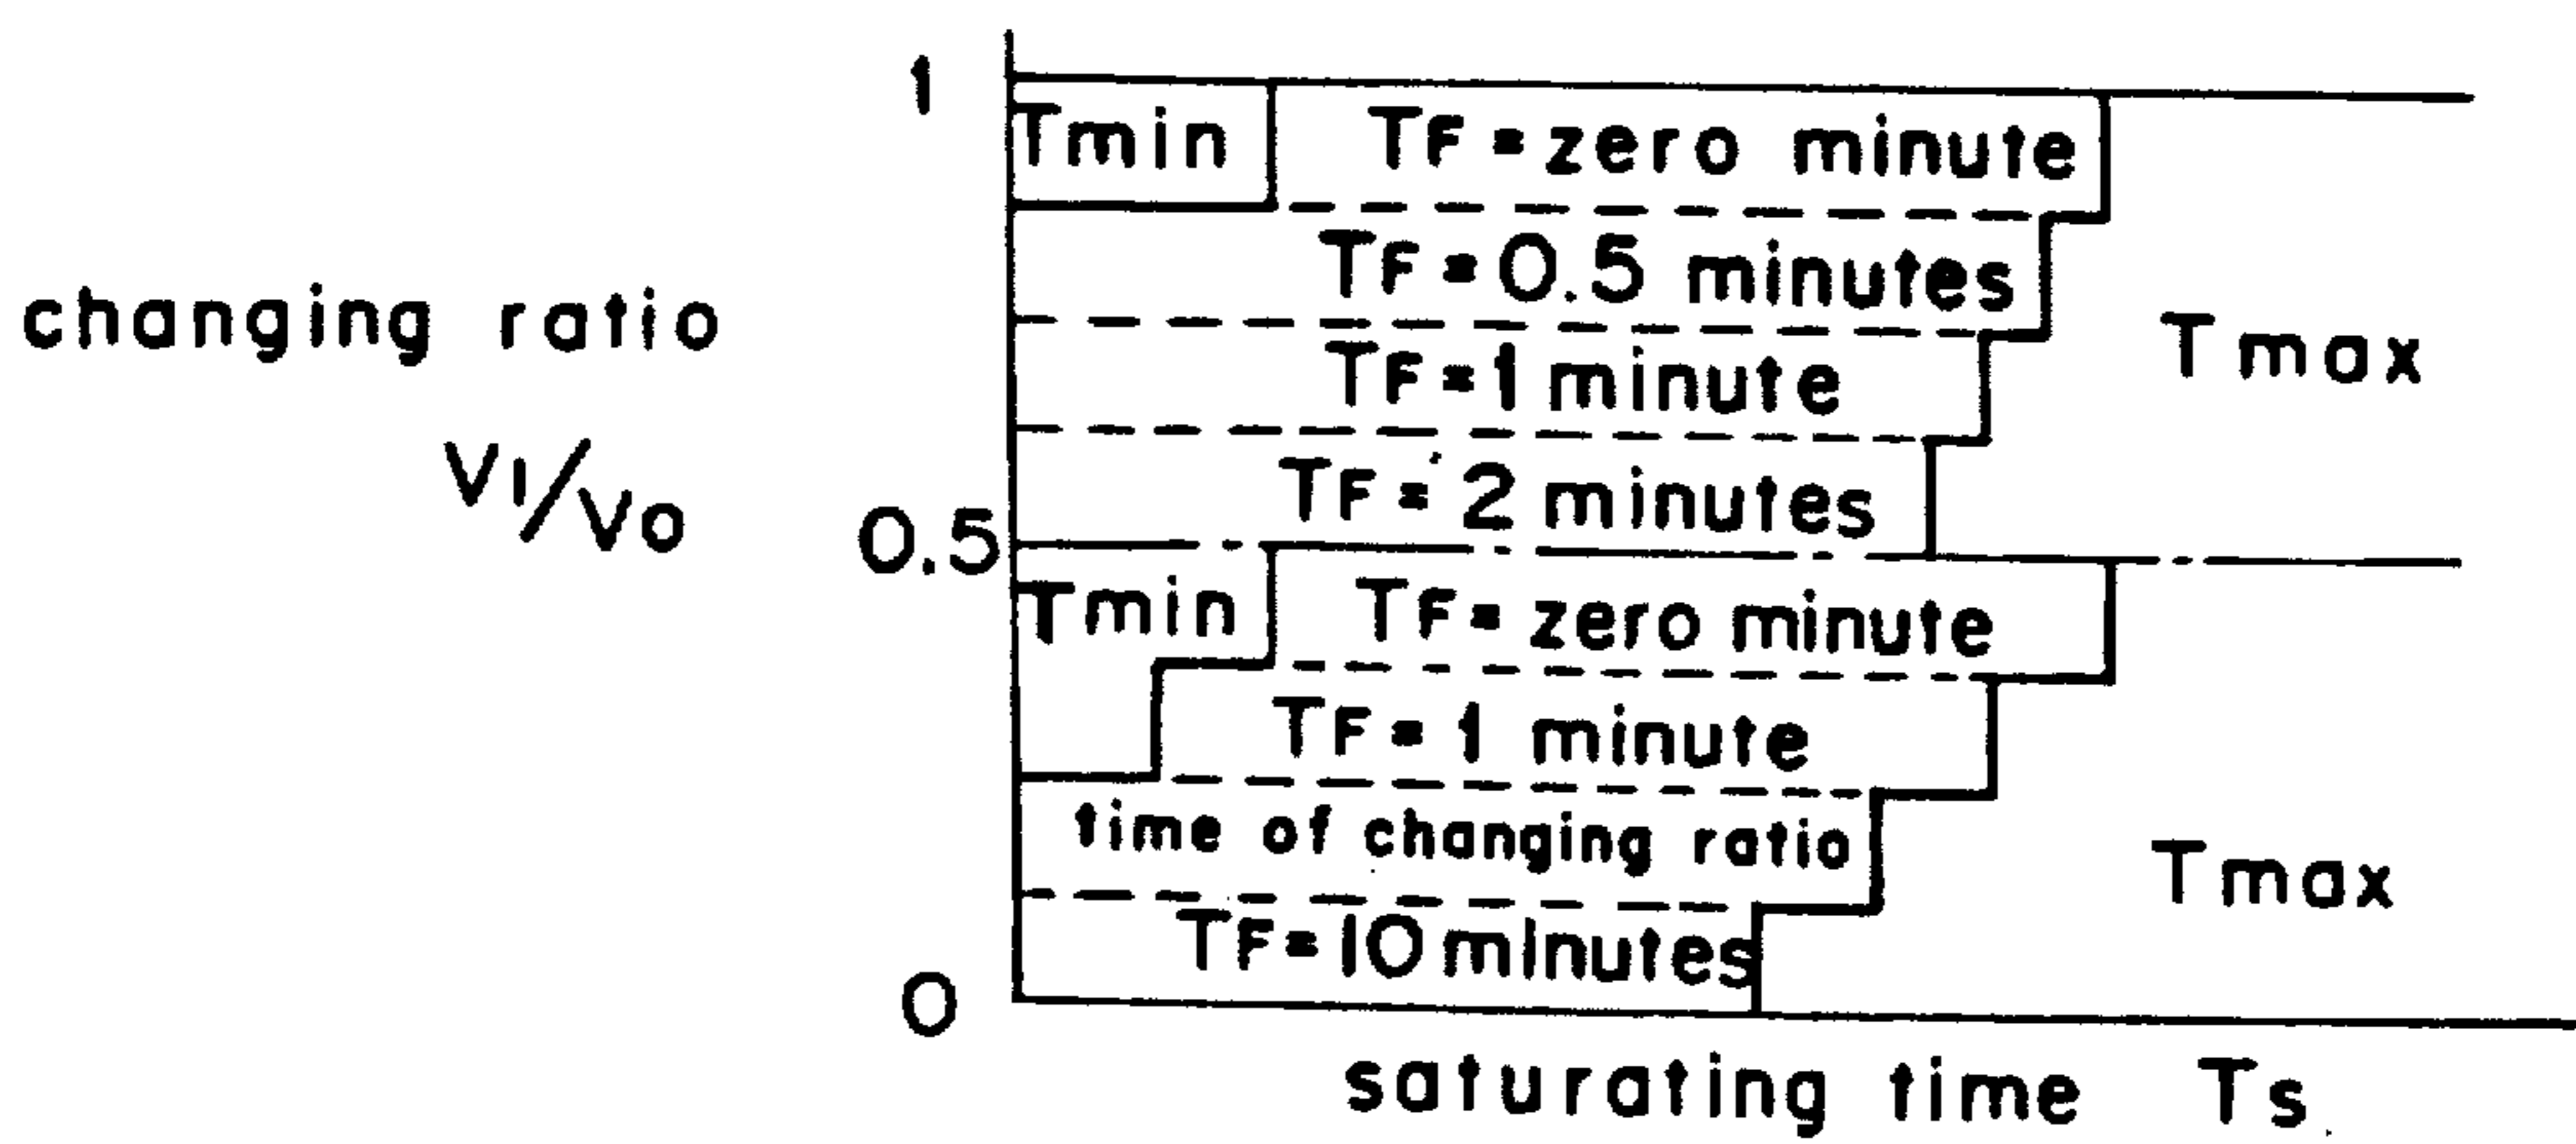 1
Tmin TF = zero minute
TF = 0.5 minutes
changing ratio
TF = 1 minute
Tmax
V1/Vo
TF = 2 minutes
0.5
Tmin TF = zero minute
TF = 1 minute
time of changing ratio
Tmax
TF = 10 minutes
0
saturating time Ts